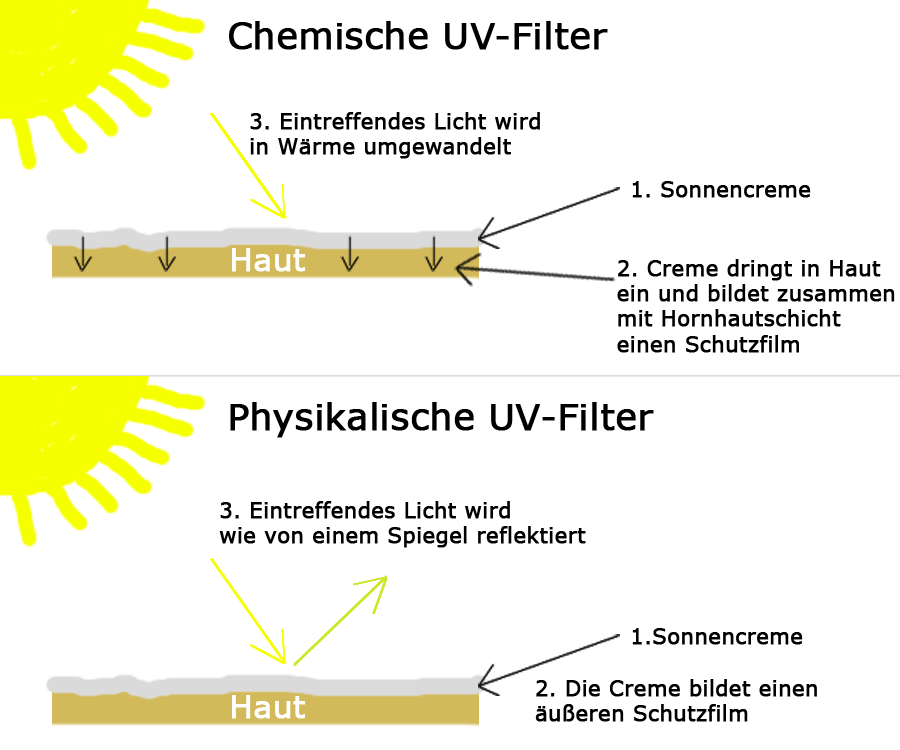 Chemische UV-Filter
3. Eintreffendes Licht wird
in Wärme umgewandelt
1. Sonnencreme
Haut
2. Creme dringt in Haut
ein und bildet zusammen
mit Hornhautschicht
einen Schutzfilm
Physikalische UV-Filter
3. Eintreffendes Licht wird
wie von einem Spiegel reflektiert
1.Sonnencreme
2. Die Creme bildet einen
äußeren Schutzfilm
Haut